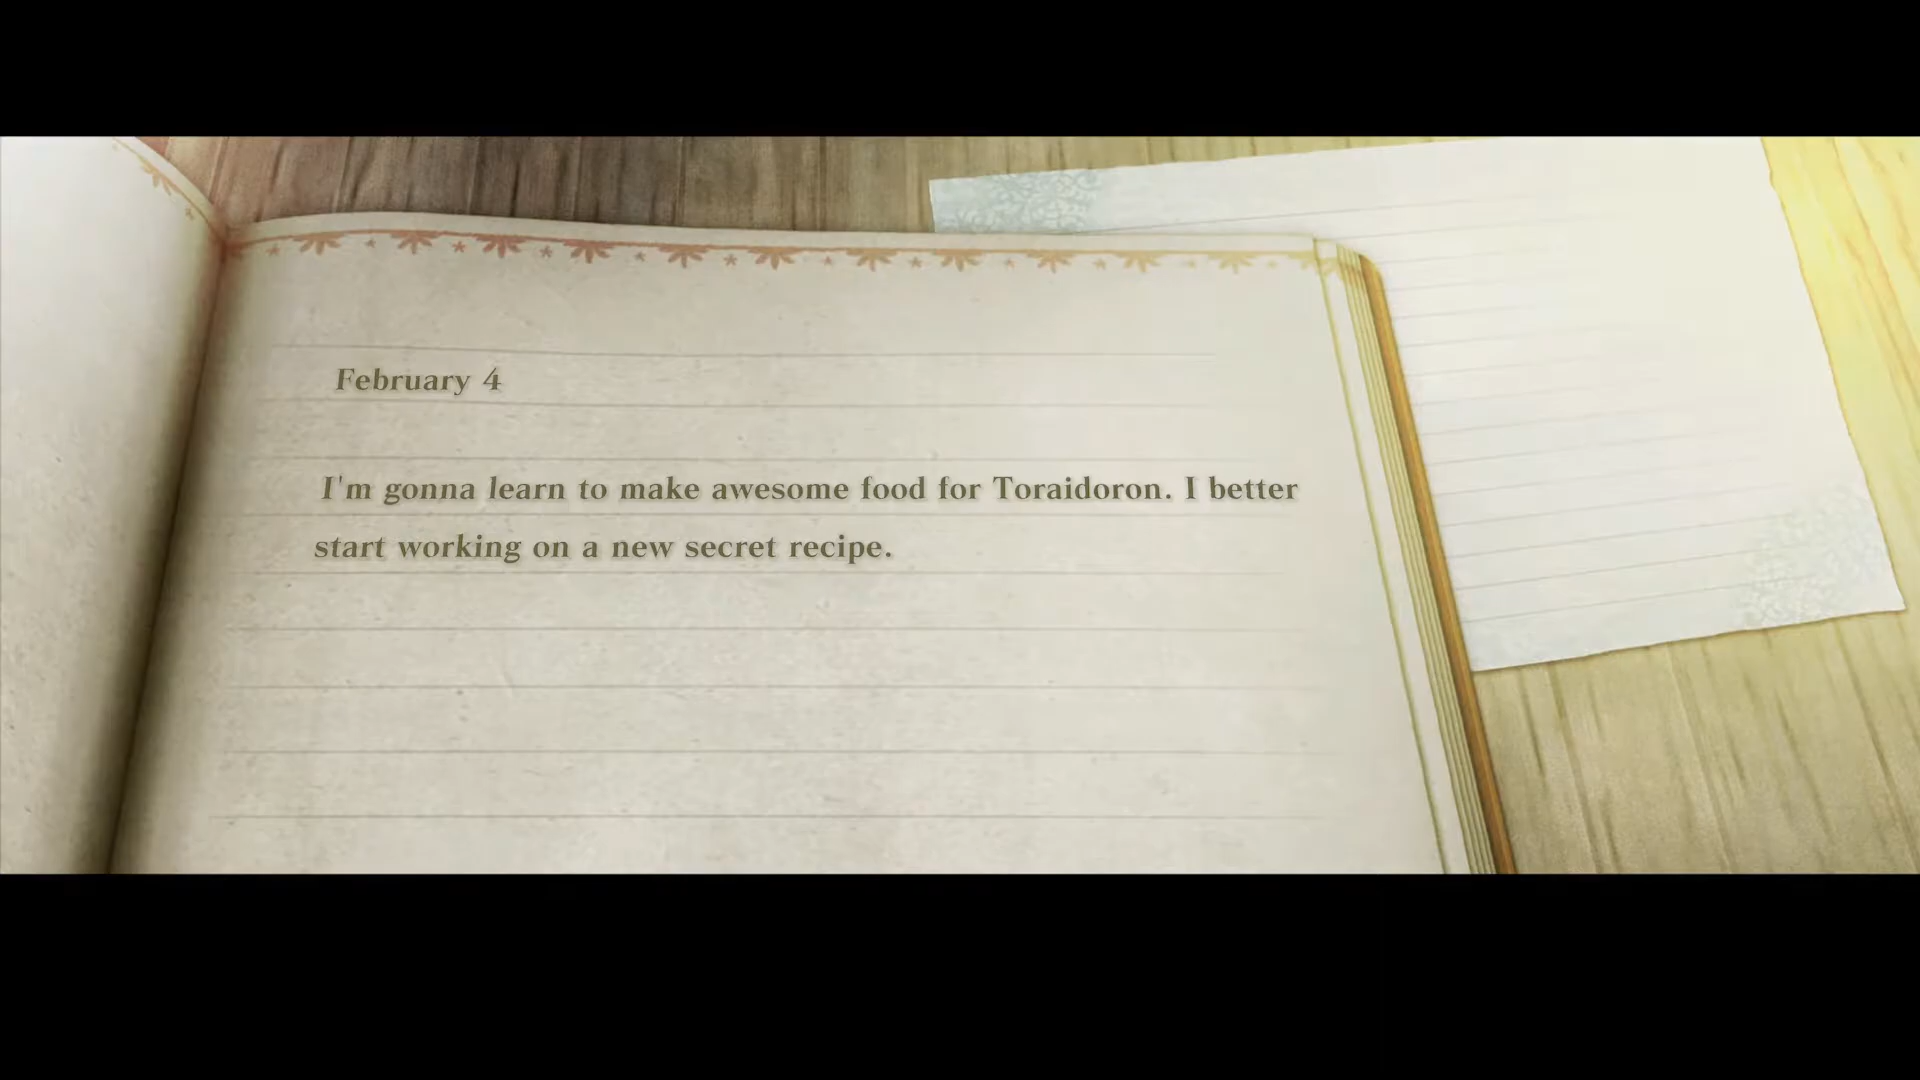 February 4
I'm gonna learn to make awesome food for Toraidoron. I better
start working on a new secret recipe.